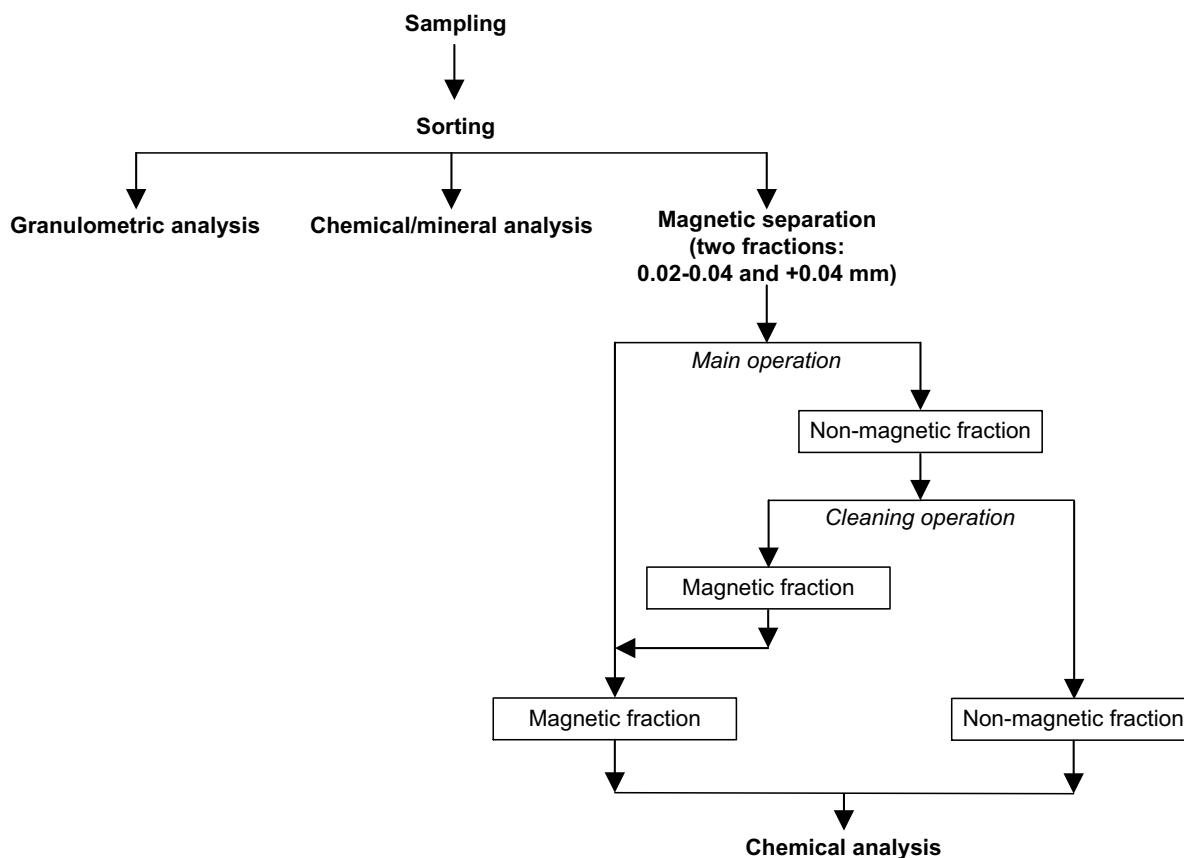 Sampling
Sorting
Granulometric analysis
Chemical/mineral analysis
Magnetic separation
(two fractions:
0.02-0.04 and +0.04 mm)
Main operation
Non-magnetic fraction
Cleaning operation
Magnetic fraction
Magnetic fraction
Non-magnetic fraction
Chemical analysis